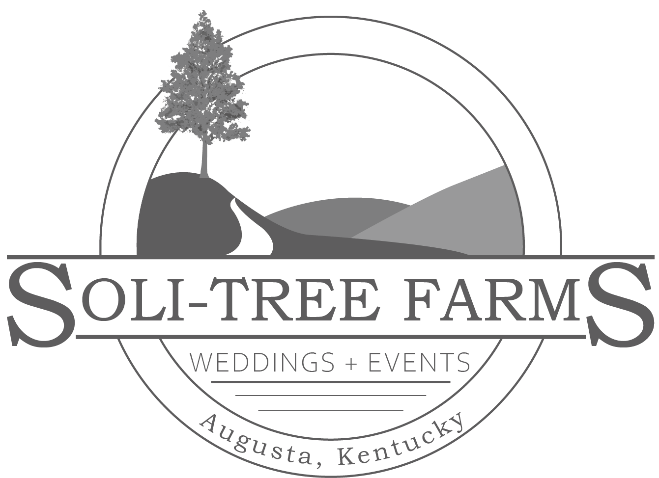 SOLI-TREE FARMS
WEDDINGS + EVENTS
Augusta, Kentucky